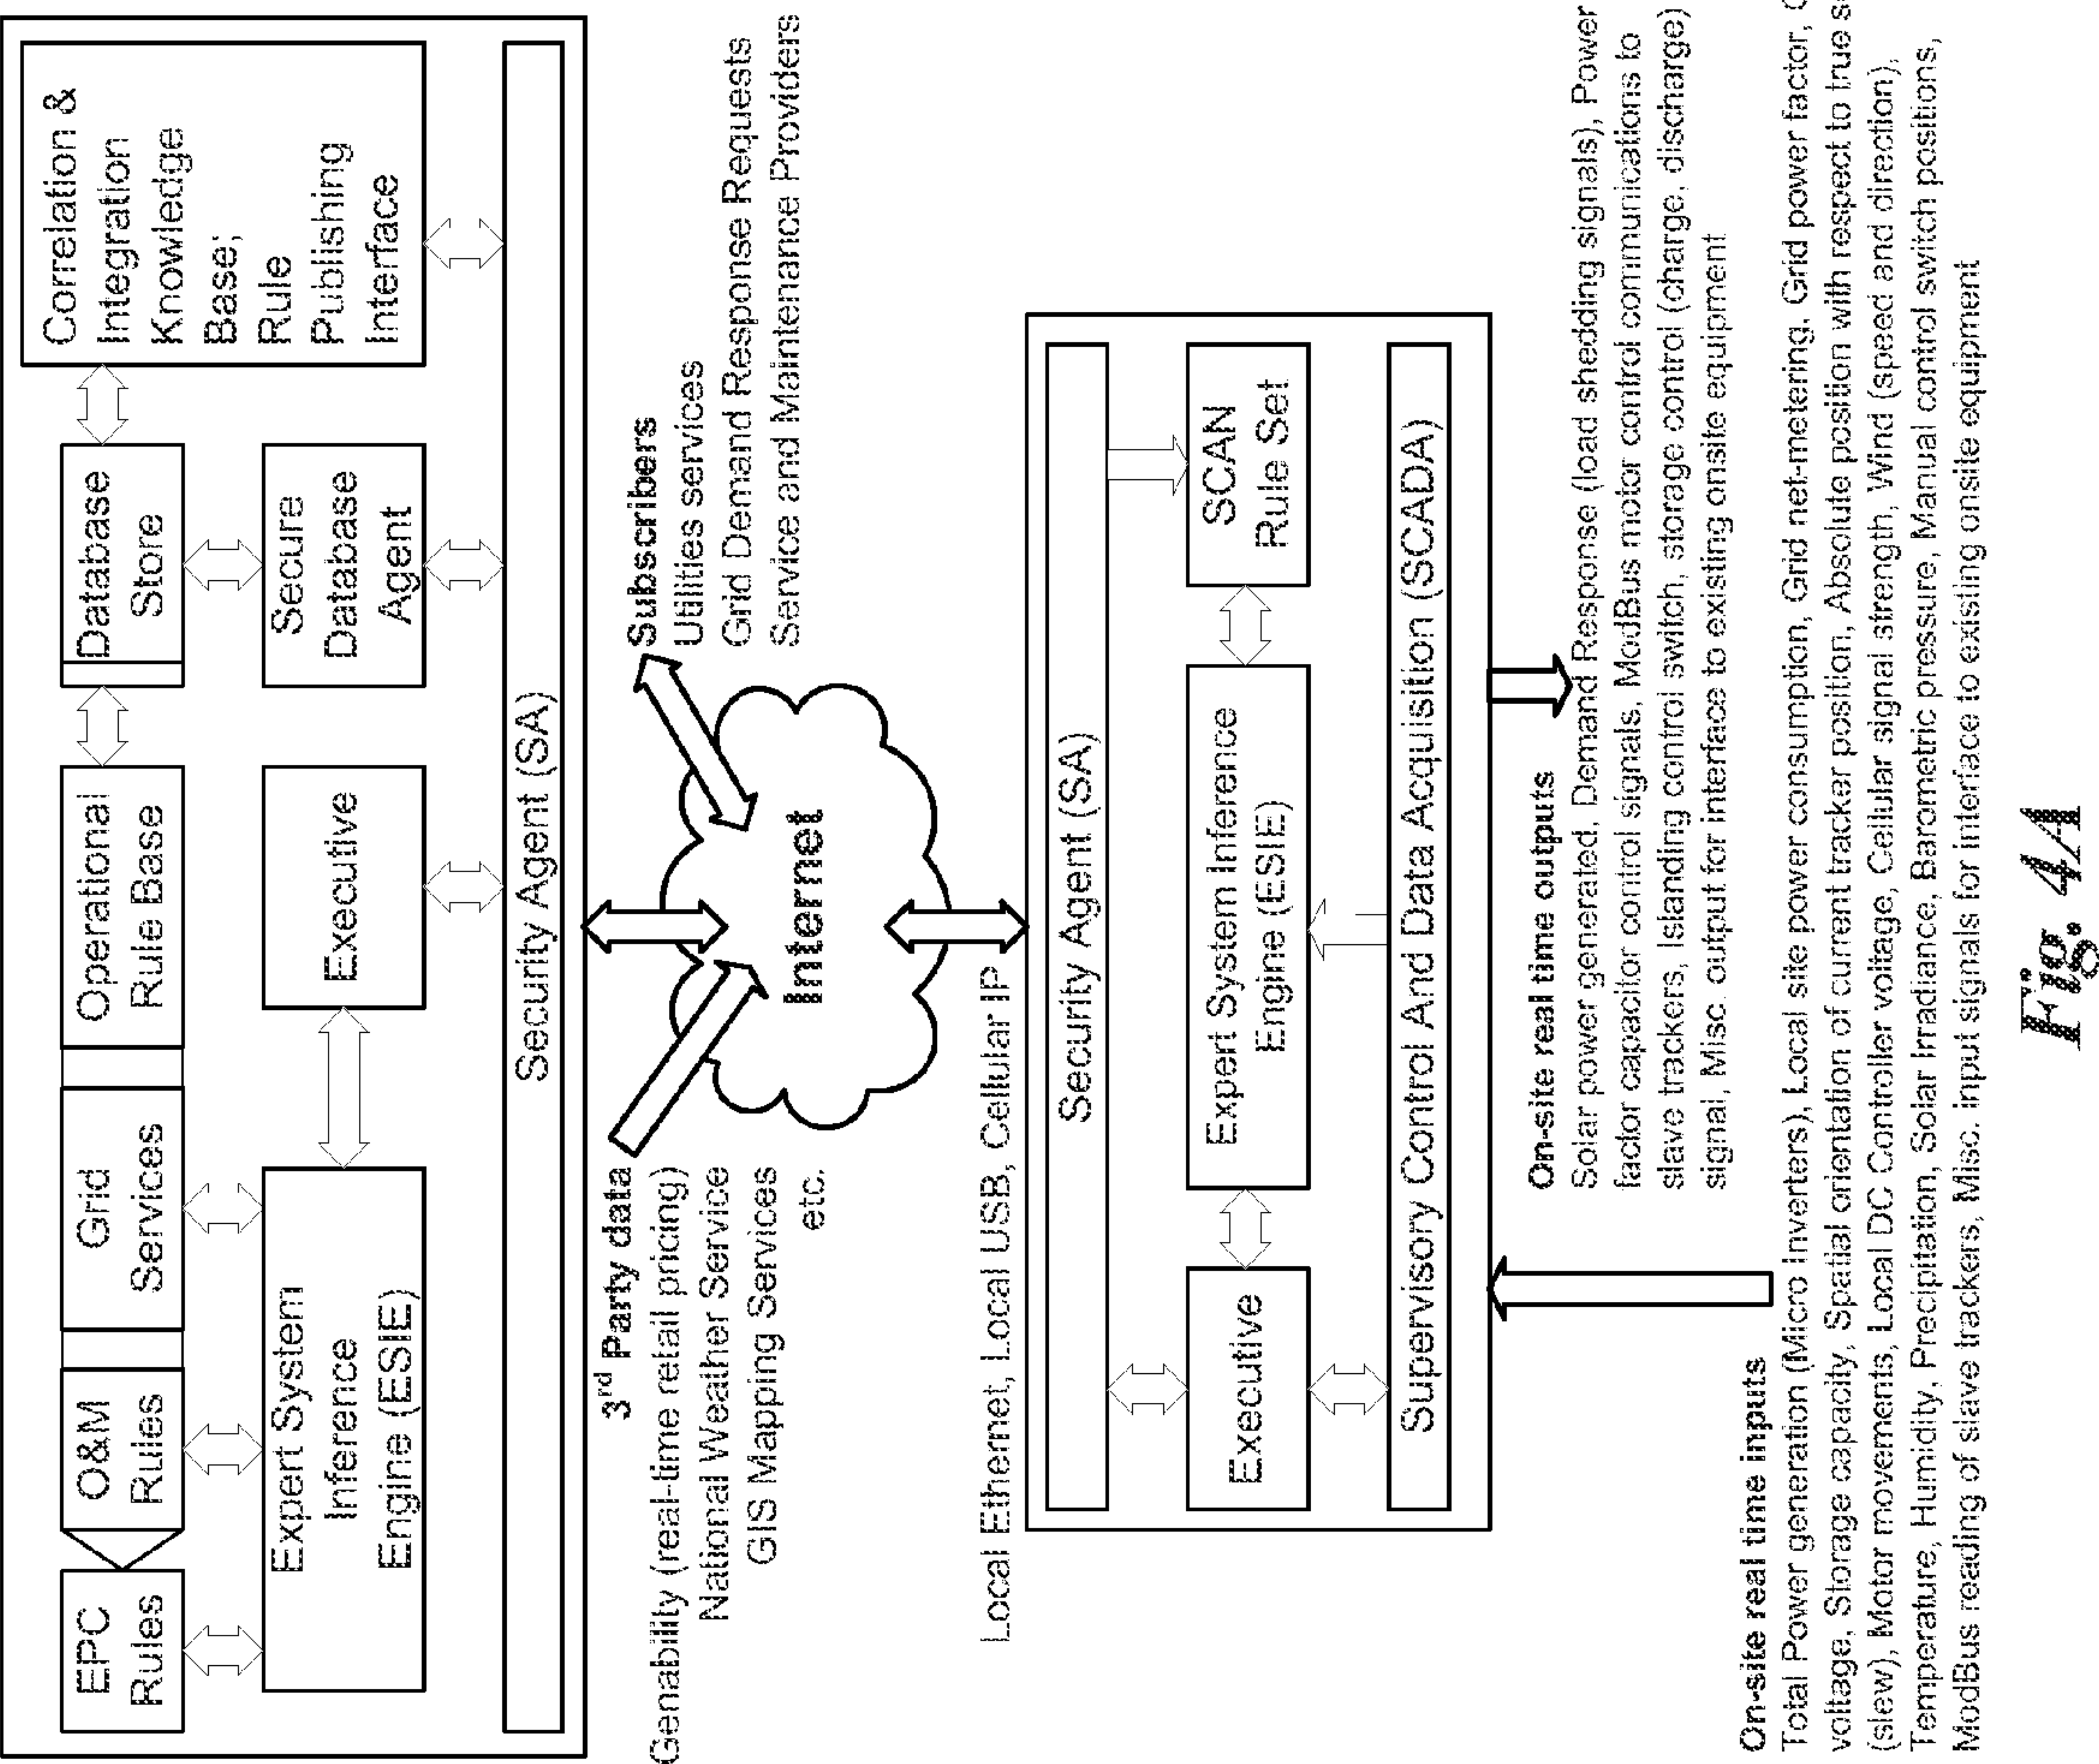 EPC
Rules
O&M
Rules
Grid
Services
Operational
Rule Base
Database
Store
Correlation &
Integration
Knowledge
Base;
Rule
Publishing
Interface
Expert System
Inference
Engine (ESIE)
Executive
Secure
Database
Agent
Security Agent (SA)
3rd Party data
Genability (real-time retail pricing)
National Weather Service
GIS Mapping Services
etc.
Internet
Subscribers
Utilities services
Grid Demand Response Requests
Service and Maintenance Providers
Local Ethernet, Local USB, Cellular IP
Security Agent (SA)
Executive
Expert System Inference
Engine (ESIE)
SCAN
Rule Set
Supervisory Control And Data Acquisition (SCADA)
On-site real time outputs
Solar power generated, Demand Response (load shedding signals), Power
factor capacitor control signals, ModBus motor control communications to
slave trackers, Islanding control switch, storage control (charge, discharge)
signal, Misc. output for interface to existing onsite equipment
On-site real time inputs
Total Power generation (Micro Inverters), Local site power consumption, Grid net-metering, Grid power factor,
voltage, Storage capacity, Spatial orientation of current tracker position, Absolute position with respect to true
(slew), Motor movements, Local DC Controller voltage, Cellular signal strength, Wind (speed and direction),
Temperature, Humidity, Precipitation, Solar Irradiance, Barometric pressure, Manual control switch positions,
ModBus reading of slave trackers, Misc. input signals for interface to existing onsite equipment
Fig. 4A